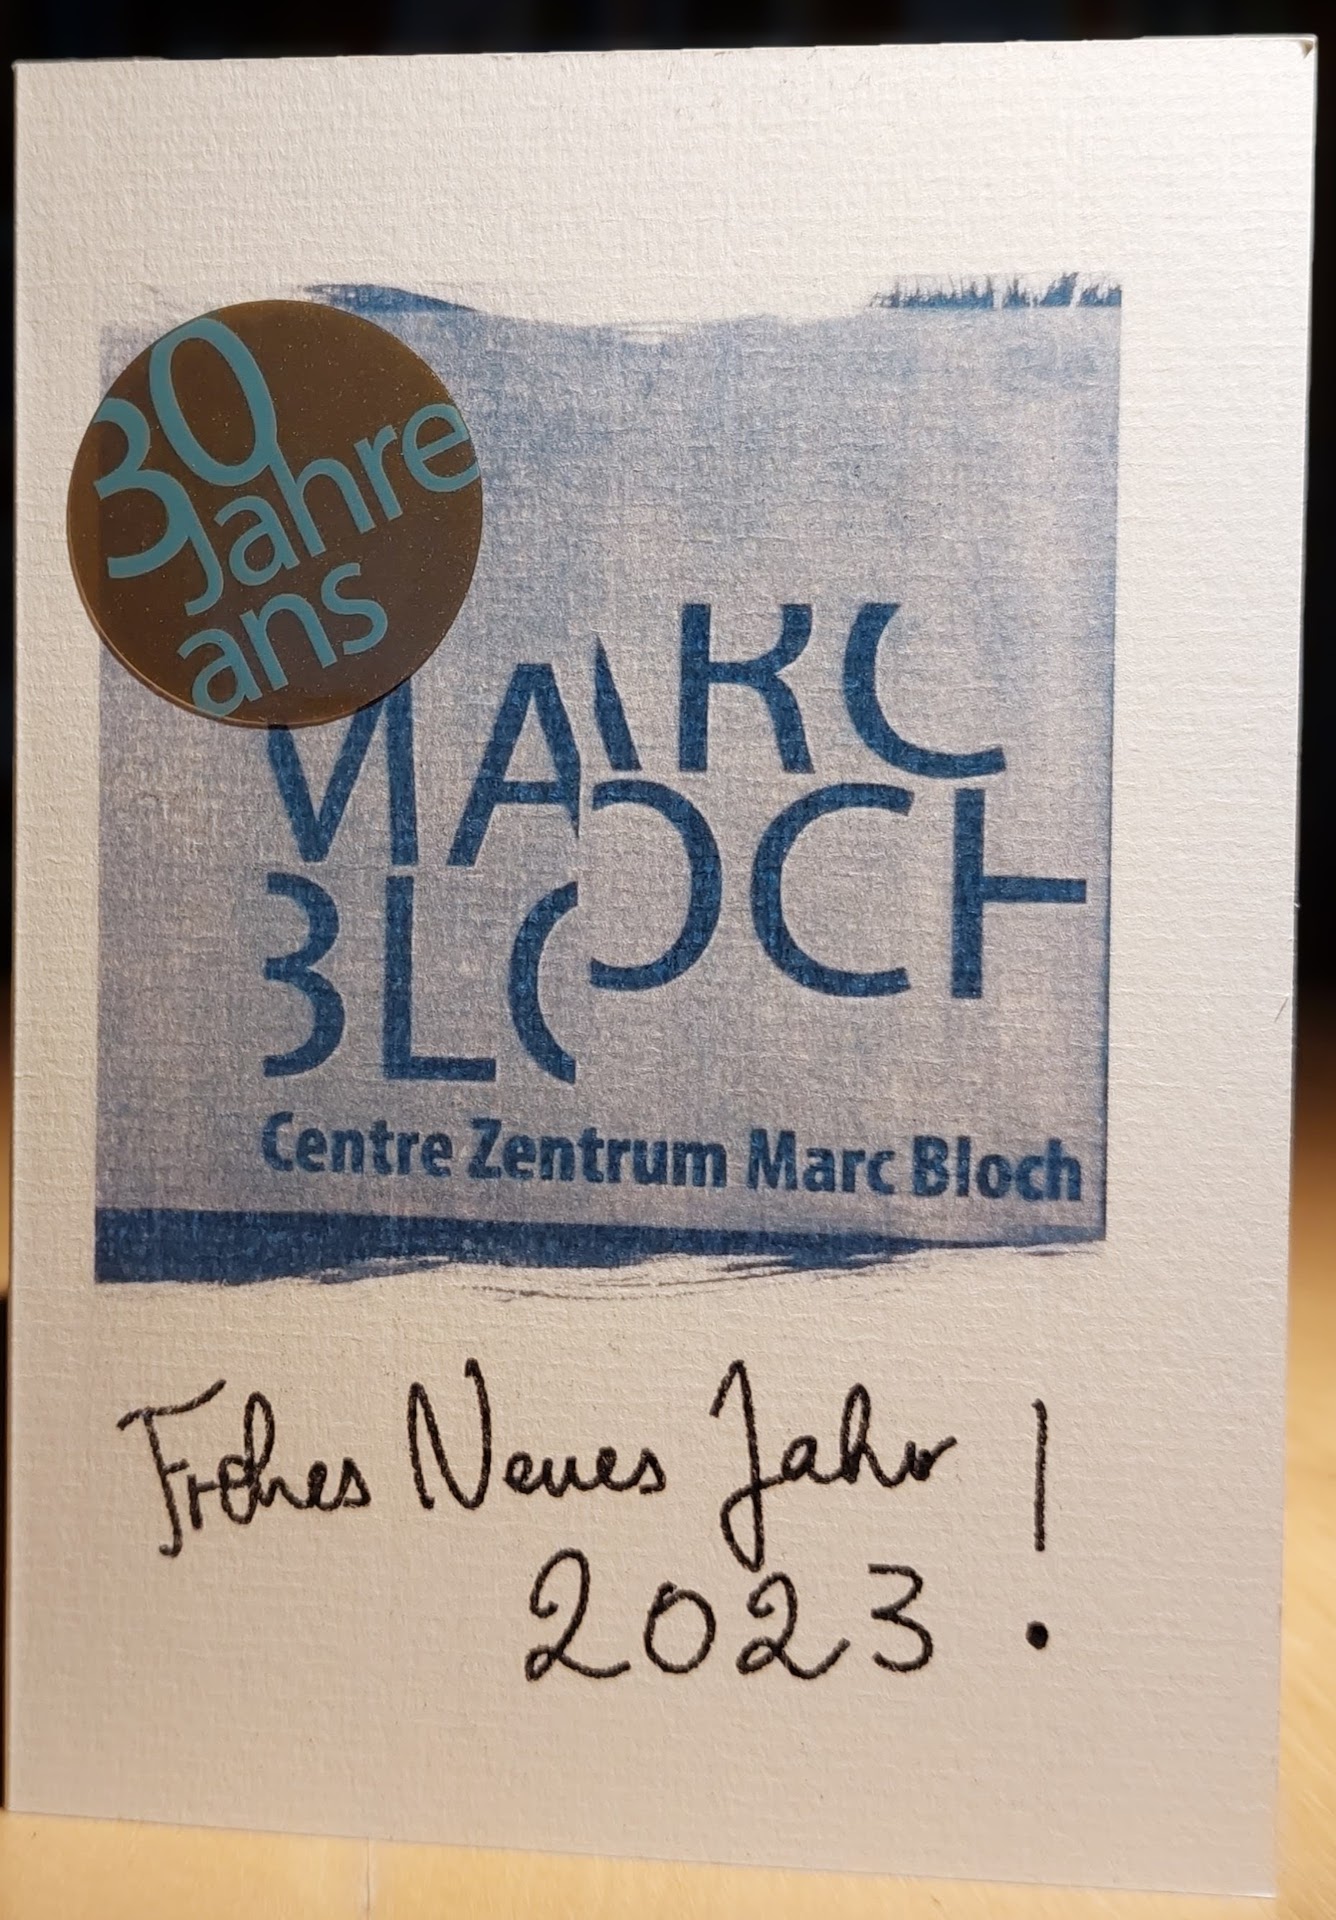 30
Jahre
ans
MARC
BLOCH
Centre Zentrum Marc Bloch
Frohes Neues Jahr !
2023